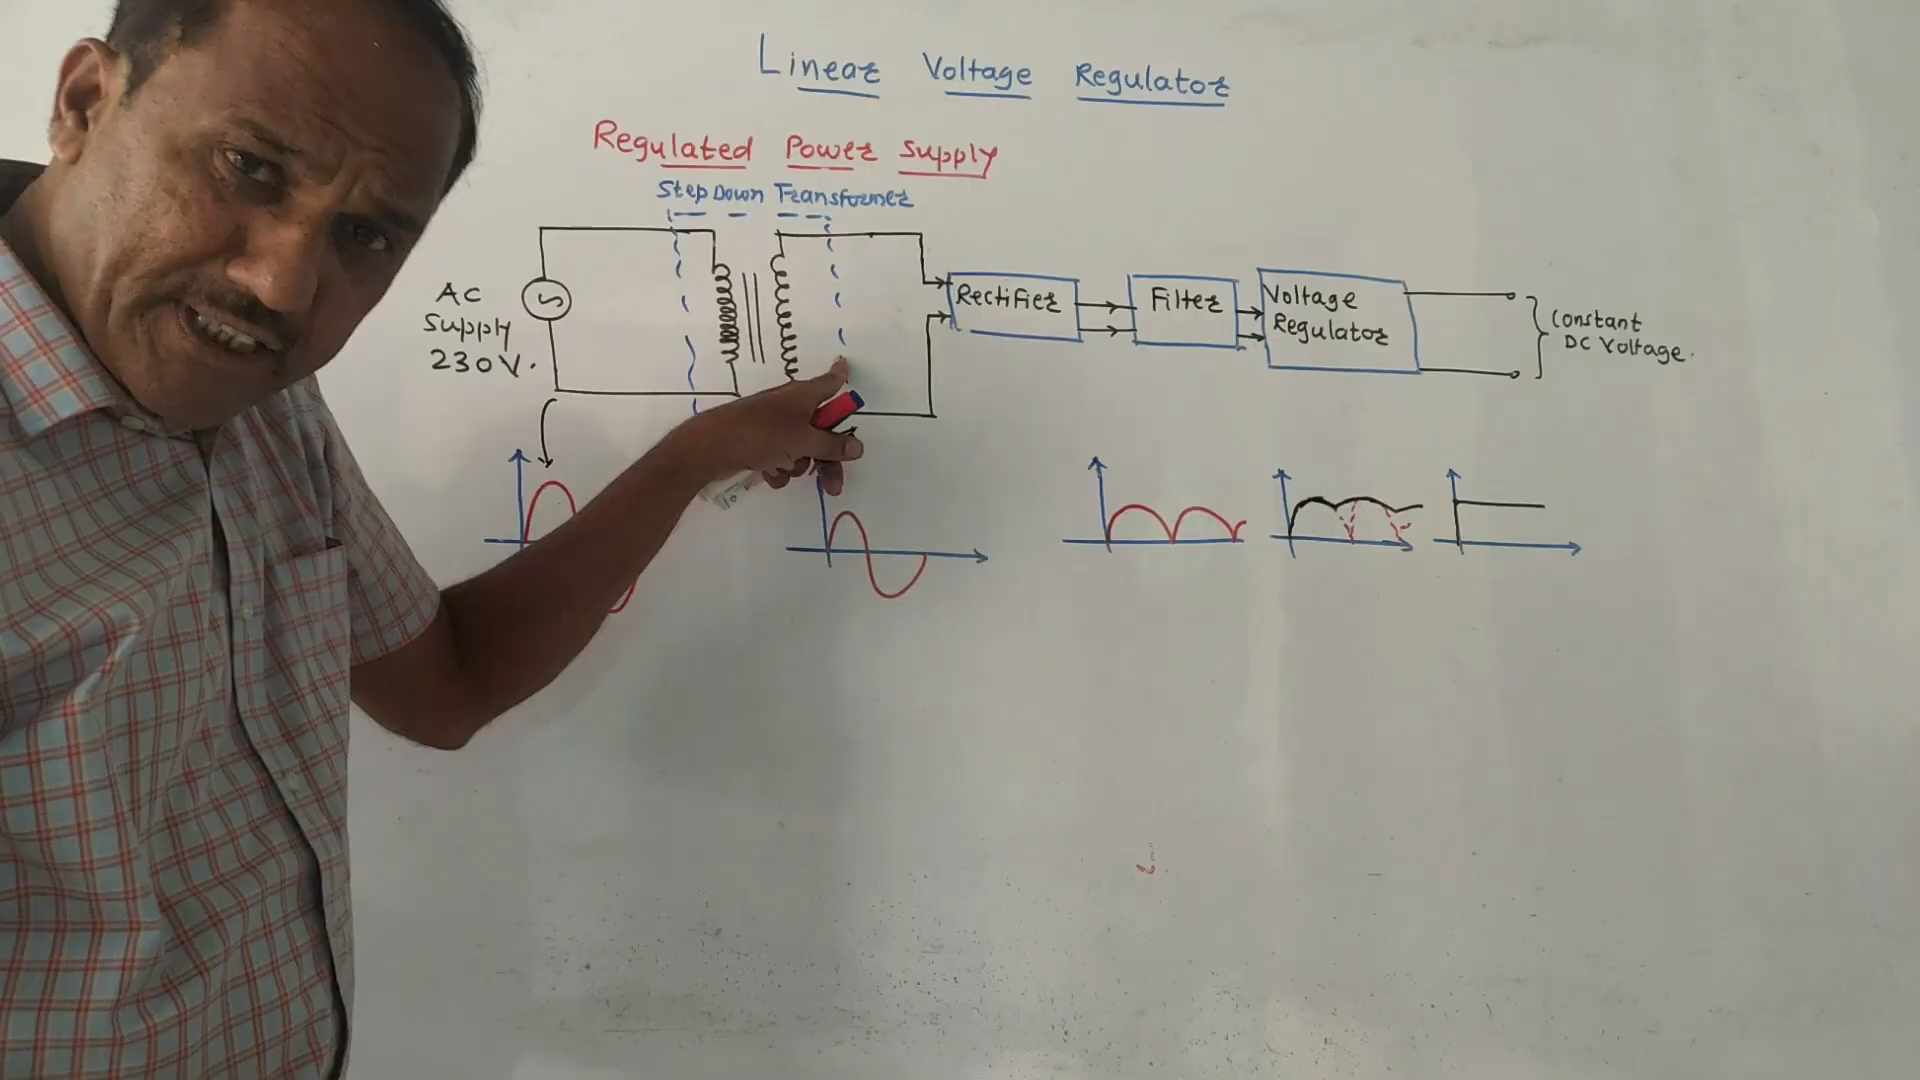 Linear Voltage Regulator
Regulated Power Supply
Step Down Transformer
AC
Supply
230V.
Rectifier
Filter
Voltage
Regulator
Constant
DC Voltage.